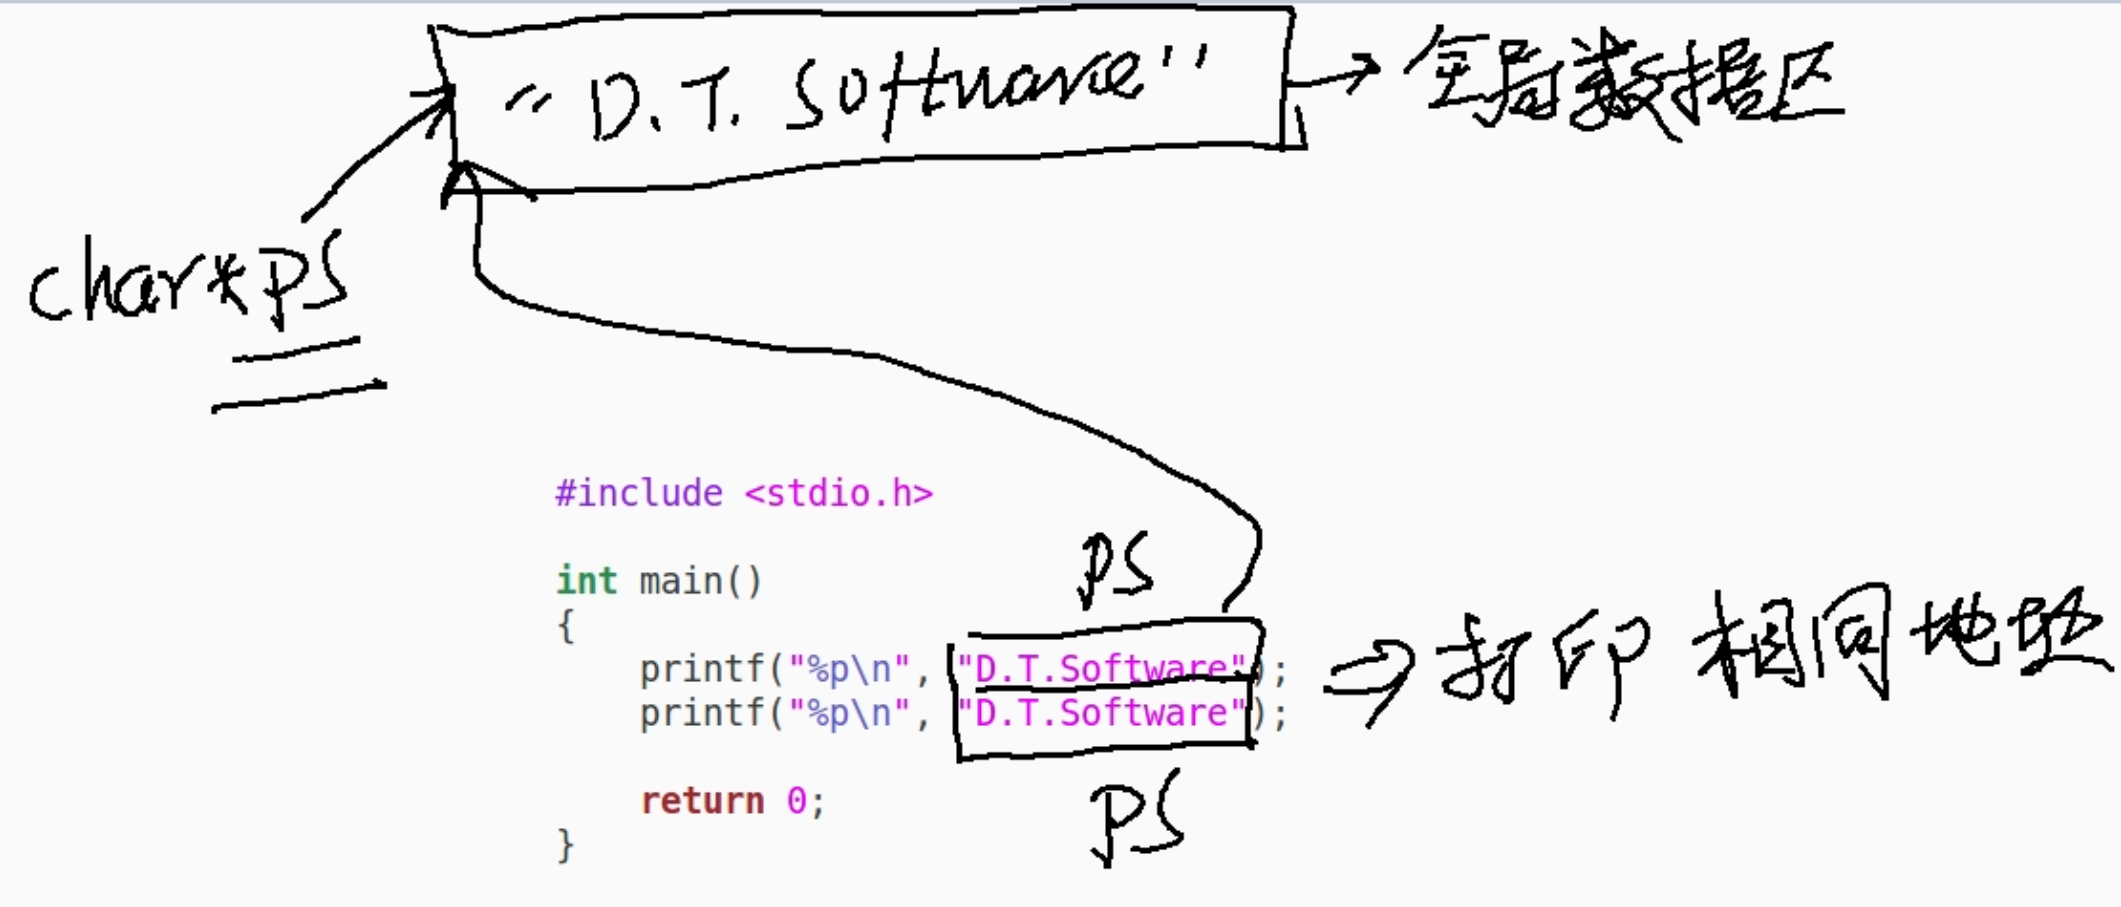 "D.T. Software" → 全局数据区
char*ps
#include <stdio.h>
ps
int main()
{
printf("%p\n", "D.T.Software");
printf("%p\n", "D.T.Software");
⇒打印 相同地址
return 0;
ps
}